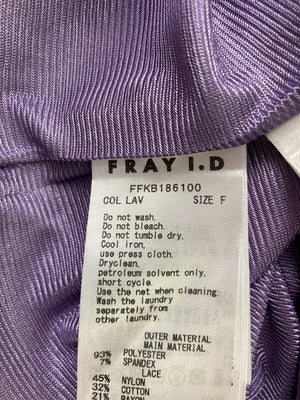 FRAY I.D
FFKB186100
COL LAV SIZE F
Do not wash.
Do not bleach.
Do not tumble dry.
Cool iron,
use press cloth.
Dryclean,
petroleum solvent only,
short cycle.
Use the net when cleaning.
Wash the laundry
separately from
other laundry.
OUTER MATERIAL
MAIN MATERIAL
93% POLYESTER
7% SPANDEX
LACE
45% NYLON
32% COTTON
21% RAYON